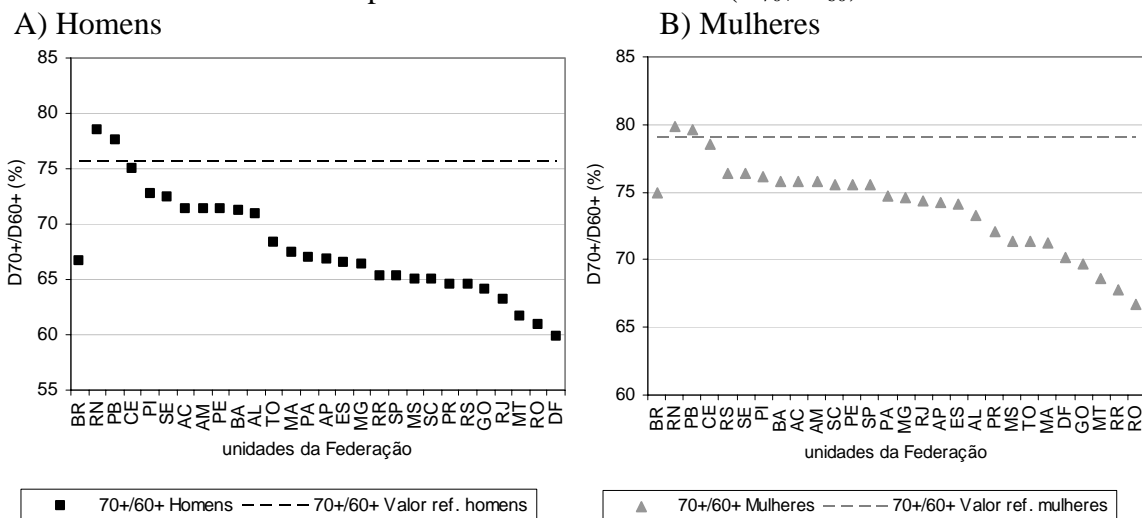 A) Homens
85
80
75
70
65
60
55
D70+/D60+ (%)
BR RN PB CE PI SE AC AM PE BA AL TO MA PA AP ES MG RR SP MS SC PR RS GO RJ MT RO DF
unidades da Federação
70+/60+ Homens 70+/60+ Valor ref. homens
B) Mulheres
85
80
75
70
65
60
D70+/D60+ (%)
BR RN PB CE RS SE PI BA AC AM SC PE SP PA MG RJ AP ES AL PR MS TO MA DF GO MT RR RO
unidades da Federação
70+/60+ Mulheres 70+/60+ Valor ref. mulheres